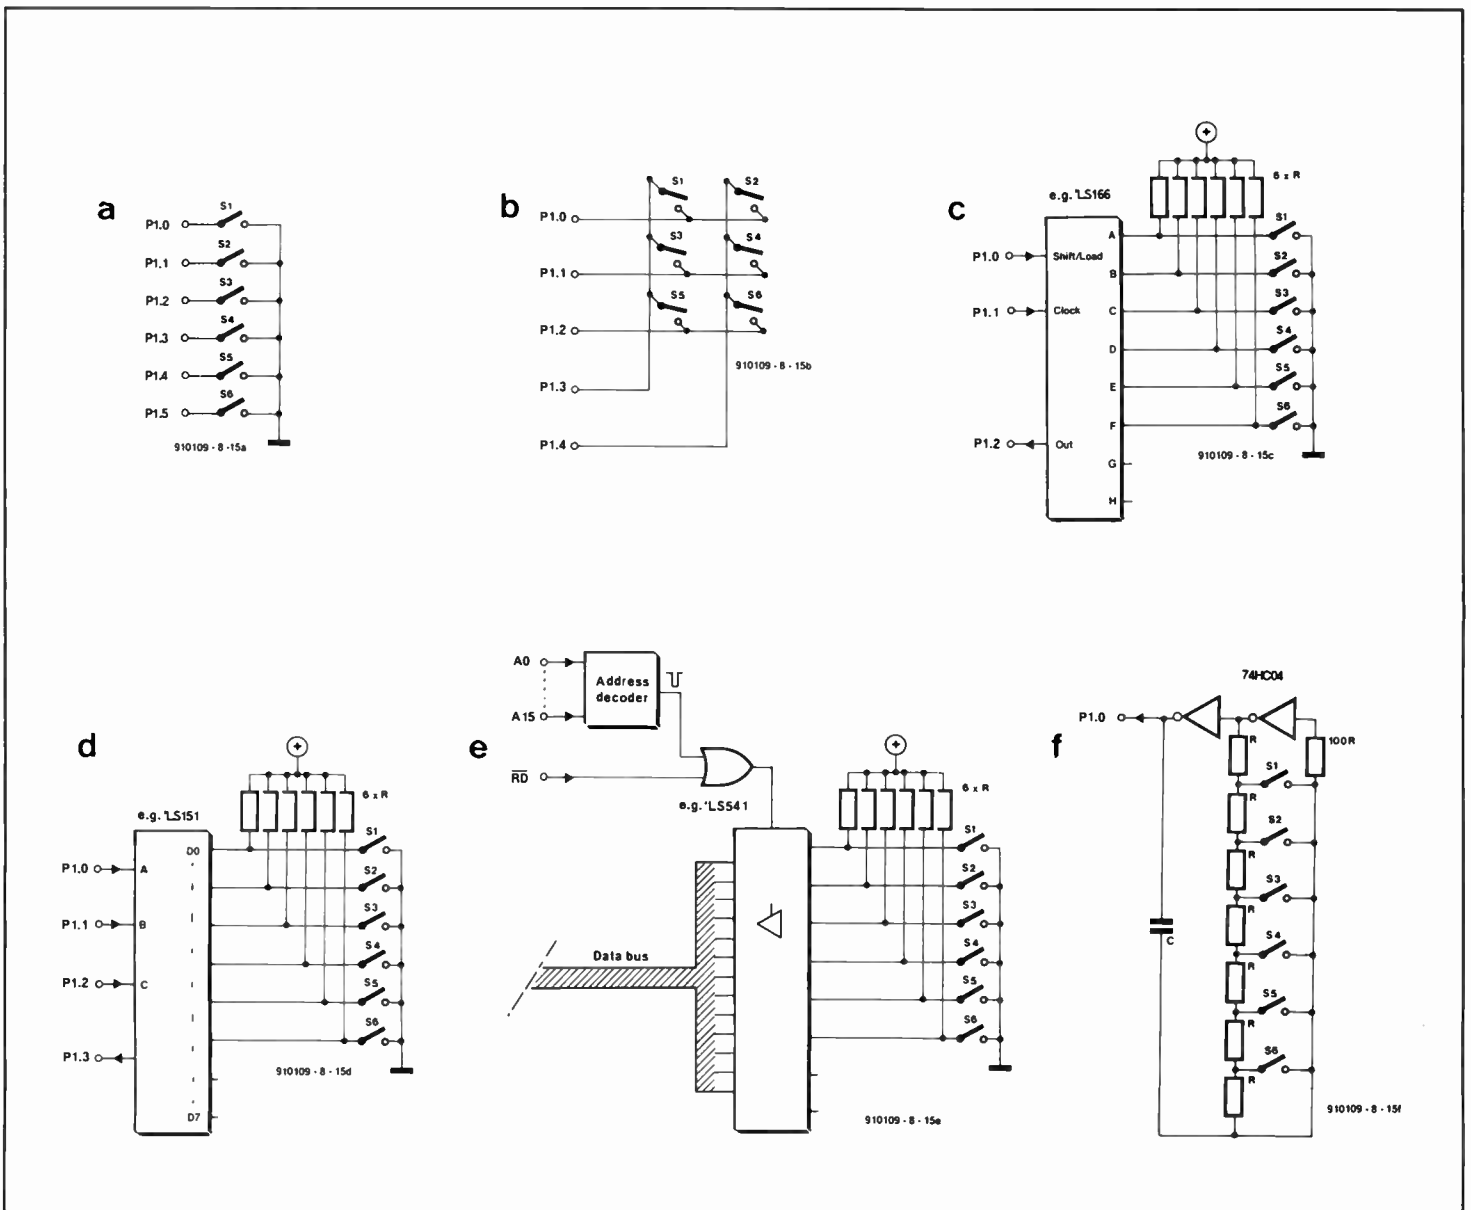 a
S1
P1.0
S2
P1.1
S3
P1.2
S4
P1.3
S5
P1.4
S6
P1.5
910109 - 8 - 15a
b
S1
S2
P1.0
S3
S4
P1.1
S5
S6
P1.2
910109 - 8 - 15b
P1.3
P1.4
c
+
6 x R
e.g. 'LS166
S1
A
P1.0
Shift/Load
S2
B
S3
P1.1
Clock
C
S4
D
S5
E
S6
F
P1.2
Out
910109 - 8 - 15c
G
H
d
+
6 x R
e.g. 'LS151
S1
D0
P1.0
A
S2
S3
P1.1
B
S4
P1.2
C
S5
S6
P1.3
910109 - 8 - 15d
D7
e
A0
Address
decoder
A15
RD
+
6 x R
e.g. 'LS541
S1
S2
S3
S4
Data bus
S5
S6
910109 - 8 - 15e
f
74HC04
P1.0
R
100R
S1
R
S2
R
S3
R
S4
C
R
S5
R
S6
R
910109 - 8 - 15f